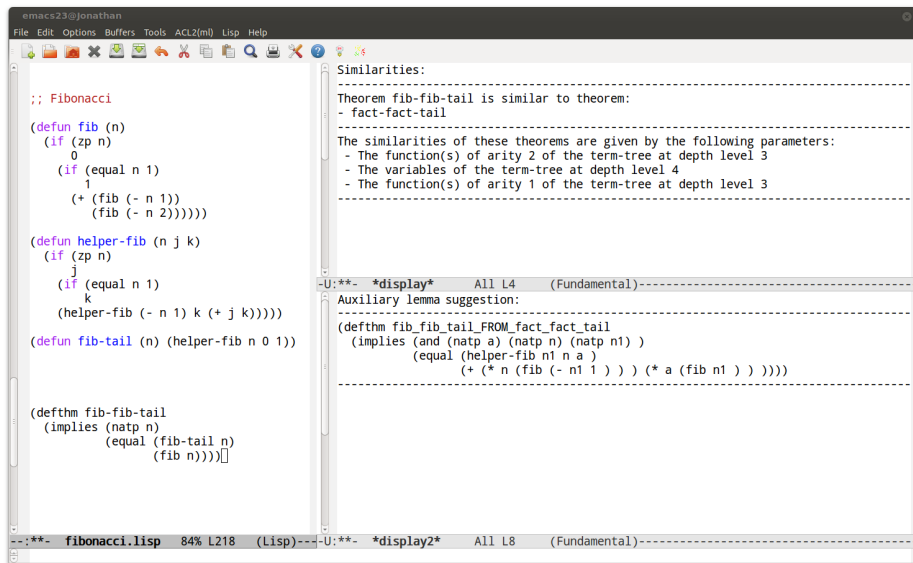 emacs23@jonathan
File Edit Options Buffers Tools ACL2(ml) Lisp Help
;; Fibonacci
(defun fib (n)
  (if (zp n)
      0
    (if (equal n 1)
        1
      (+ (fib (- n 1))
         (fib (- n 2))))))
(defun helper-fib (n j k)
  (if (zp n)
      j
    (if (equal n 1)
        k
    (helper-fib (- n 1) k (+ j k)))))
(defun fib-tail (n) (helper-fib n 0 1))
(defthm fib-fib-tail
  (implies (natp n)
           (equal (fib-tail n)
                  (fib n))))
--:**-  fibonacci.lisp   84% L218   (Lisp)----
Similarities:
--------------------------------------------------------------------------------
Theorem fib-fib-tail is similar to theorem:
- fact-fact-tail
--------------------------------------------------------------------------------
The similarities of these theorems are given by the following parameters:
 - The function(s) of arity 2 of the term-tree at depth level 3
 - The variables of the term-tree at depth level 4
 - The function(s) of arity 1 of the term-tree at depth level 3
--------------------------------------------------------------------------------
-U:**-  *display*      All L4    (Fundamental)----------------------------------------
Auxiliary lemma suggestion:
--------------------------------------------------------------------------------
(defthm fib_fib_tail_FROM_fact_fact_tail
  (implies (and (natp a) (natp n) (natp n1) )
           (equal (helper-fib n1 n a )
                  (+ (* n (fib (- n1 1 ) ) ) (* a (fib n1 ) ) ))))
--------------------------------------------------------------------------------
-U:**-  *display2*     All L8    (Fundamental)----------------------------------------